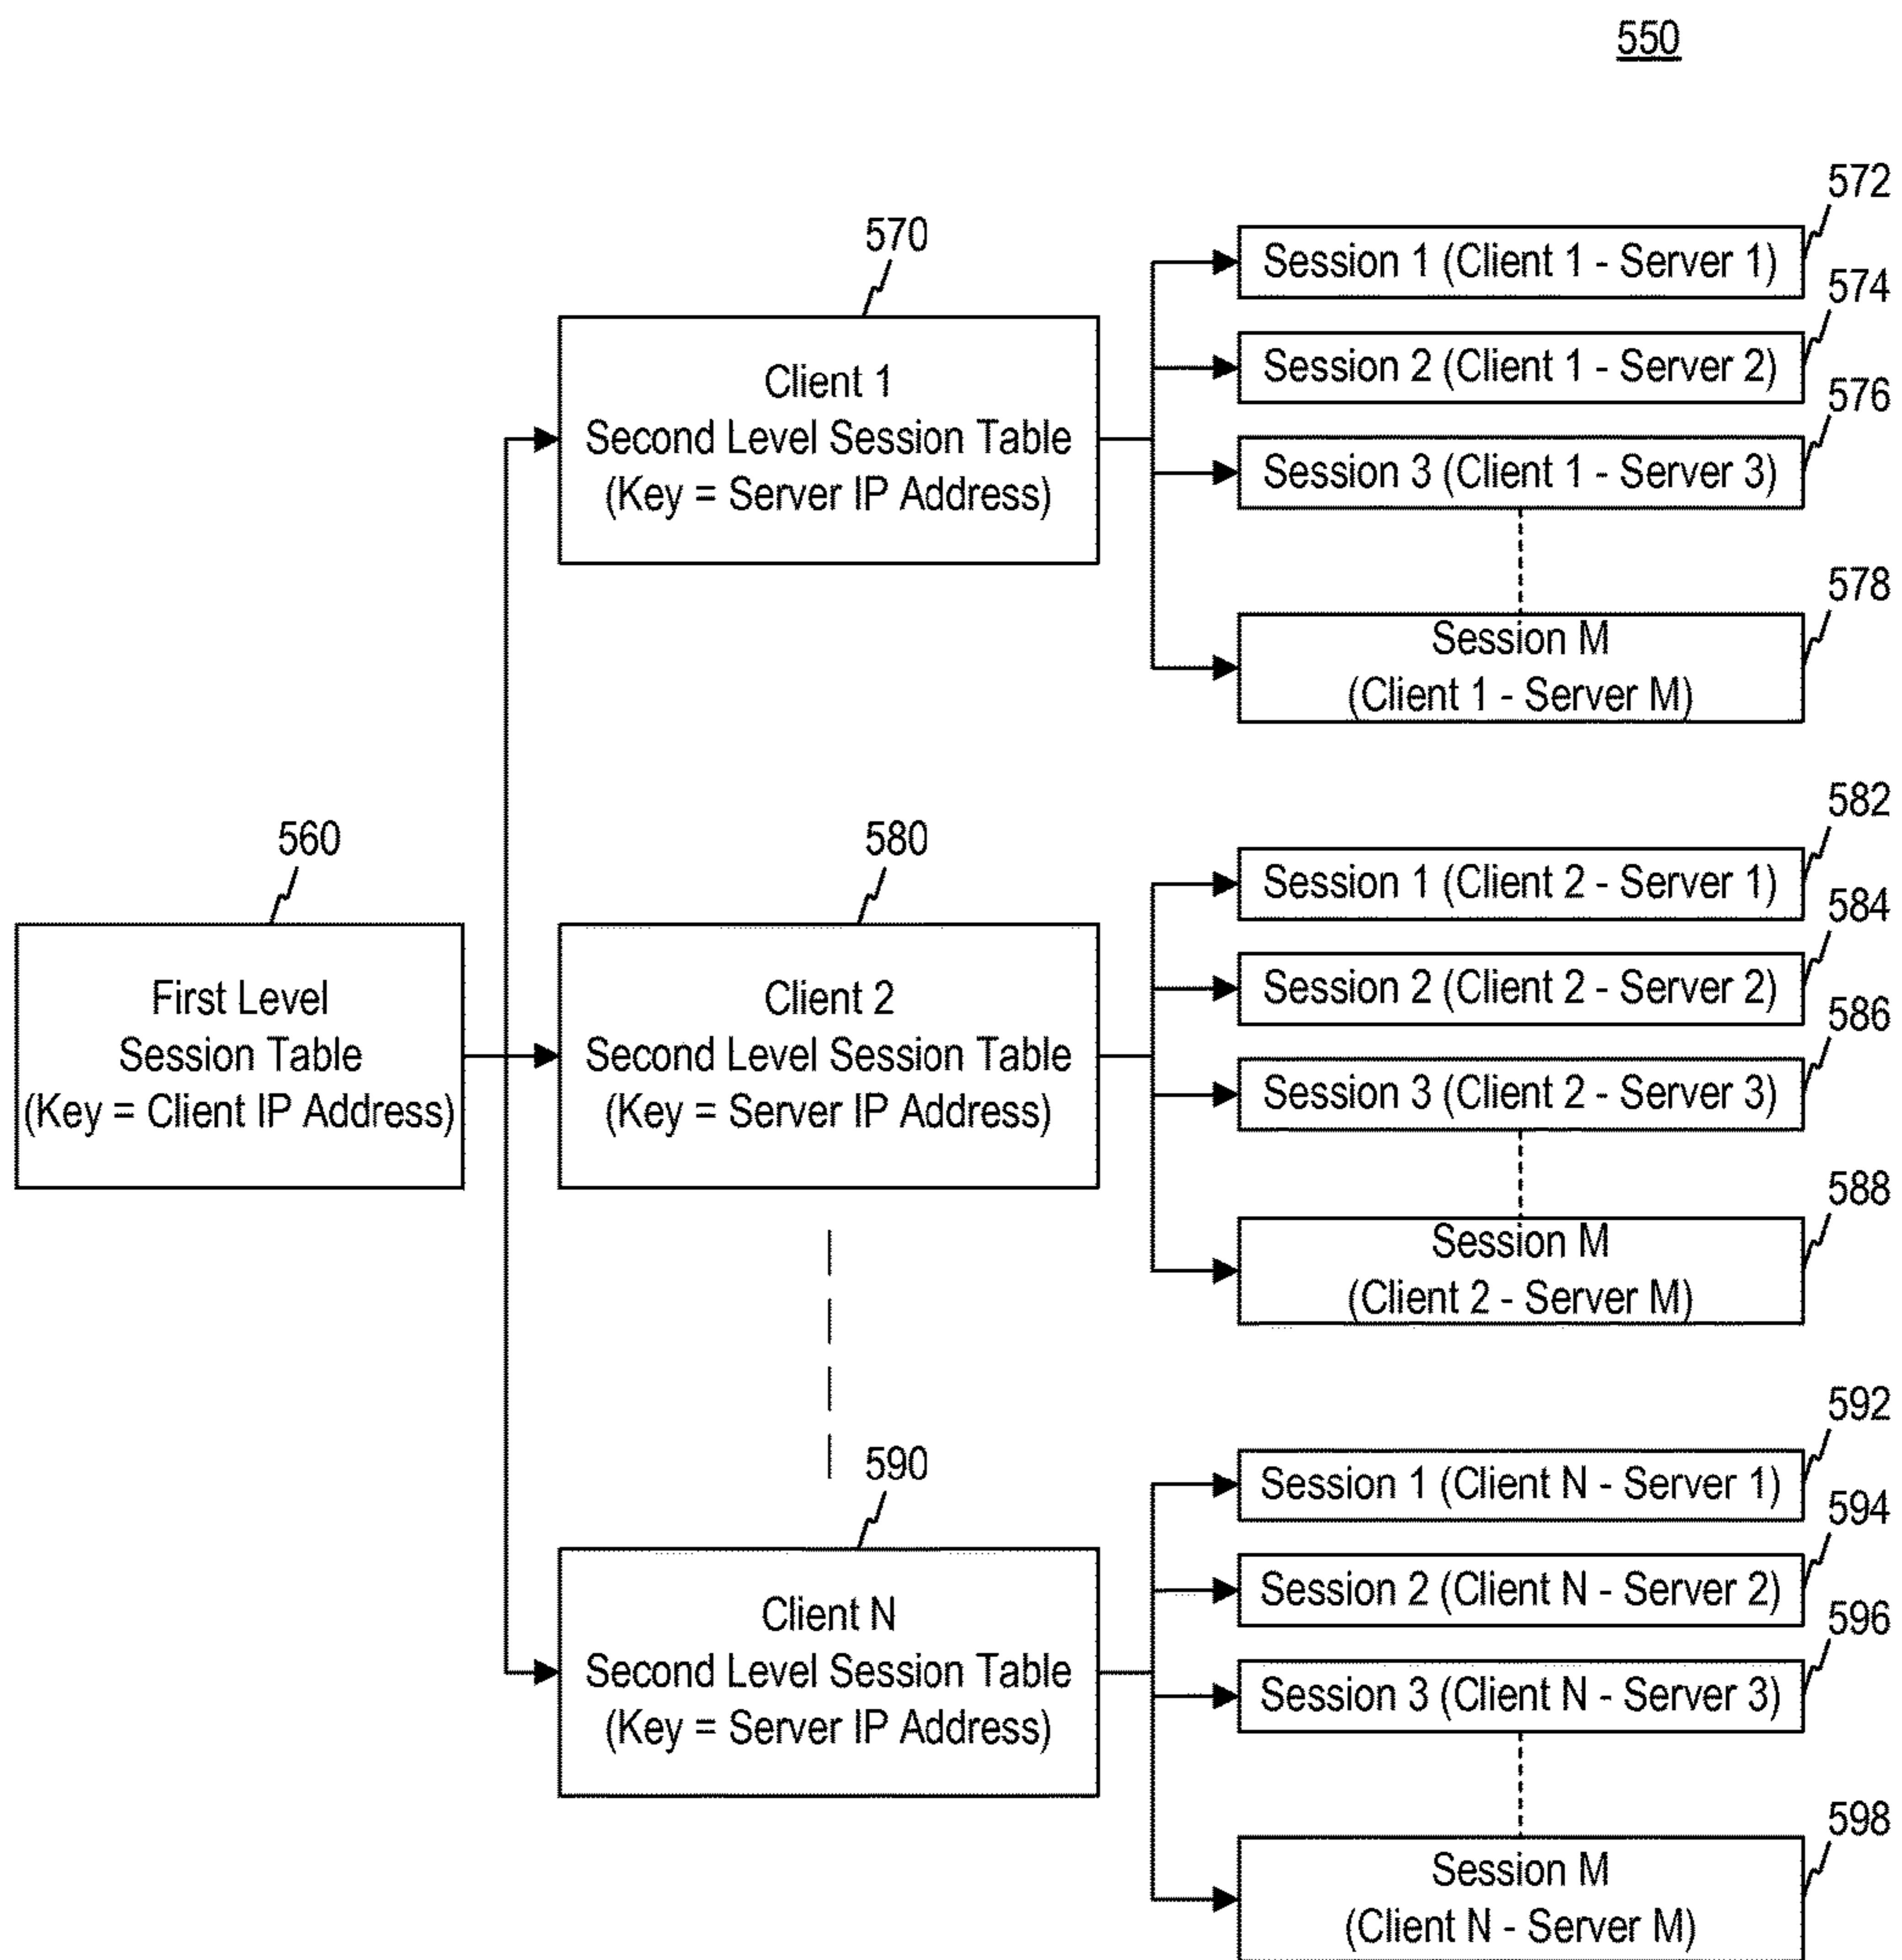 550
572
Session 1 (Client 1 - Server 1)
574
Session 2 (Client 1 - Server 2)
576
Session 3 (Client 1 - Server 3)
578
Session M
(Client 1 - Server M)
570
Client 1
Second Level Session Table
(Key = Server IP Address)
560
First Level
Session Table
(Key = Client IP Address)
580
Client 2
Second Level Session Table
(Key = Server IP Address)
582
Session 1 (Client 2 - Server 1)
584
Session 2 (Client 2 - Server 2)
586
Session 3 (Client 2 - Server 3)
588
Session M
(Client 2 - Server M)
590
Client N
Second Level Session Table
(Key = Server IP Address)
592
Session 1 (Client N - Server 1)
594
Session 2 (Client N - Server 2)
596
Session 3 (Client N - Server 3)
598
Session M
(Client N - Server M)